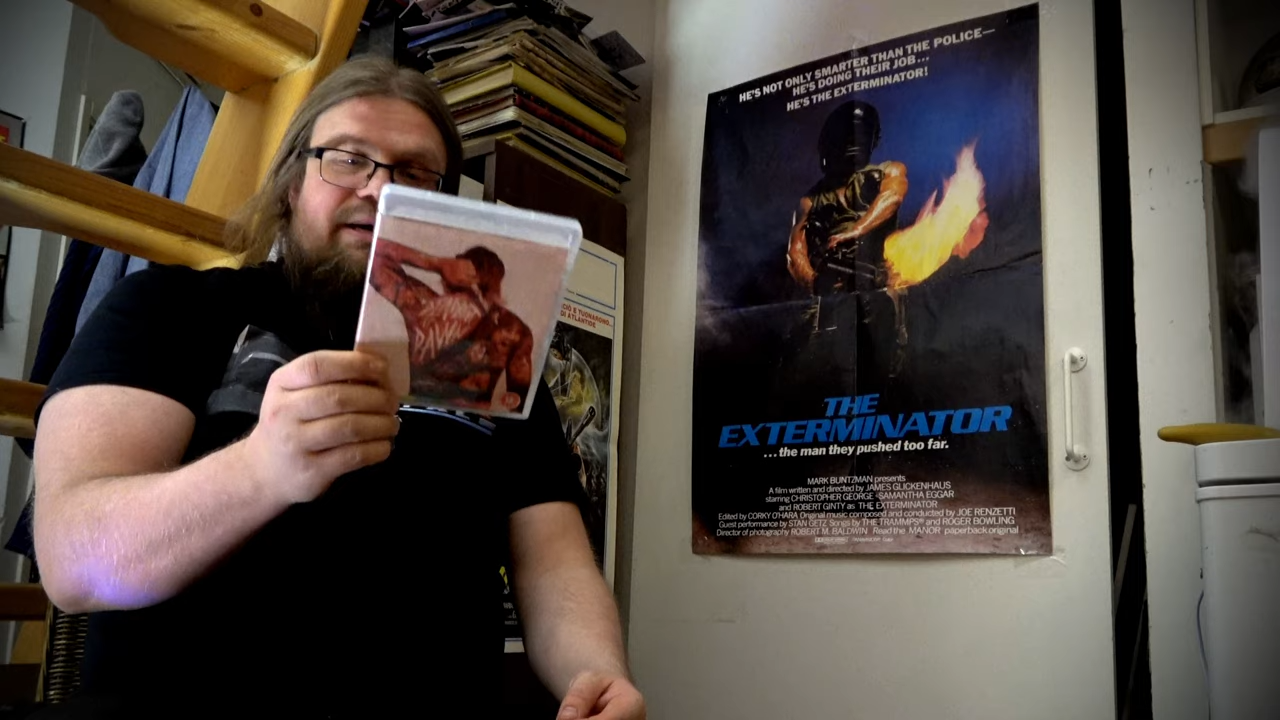 HE'S NOT ONLY SMARTER THAN THE POLICE—
HE'S DOING THEIR JOB...
HE'S THE EXTERMINATOR!
THE
EXTERMINATOR
...the man they pushed too far.
MARK BUNTZMAN presents
A film written and directed by JAMES GLICKENHAUS
starring CHRISTOPHER GEORGE · SAMANTHA EGGAR
and ROBERT GINTY as THE EXTERMINATOR
Edited by CORKY O'HARA Original music composed and conducted by JOE RENZETTI
Guest performance by STAN GETZ Songs by THE TRAMMPS® and ROGER BOWLING
Director of photography ROBERT M. BALDWIN Read the MANOR paperback original
DI ATLANTIDE